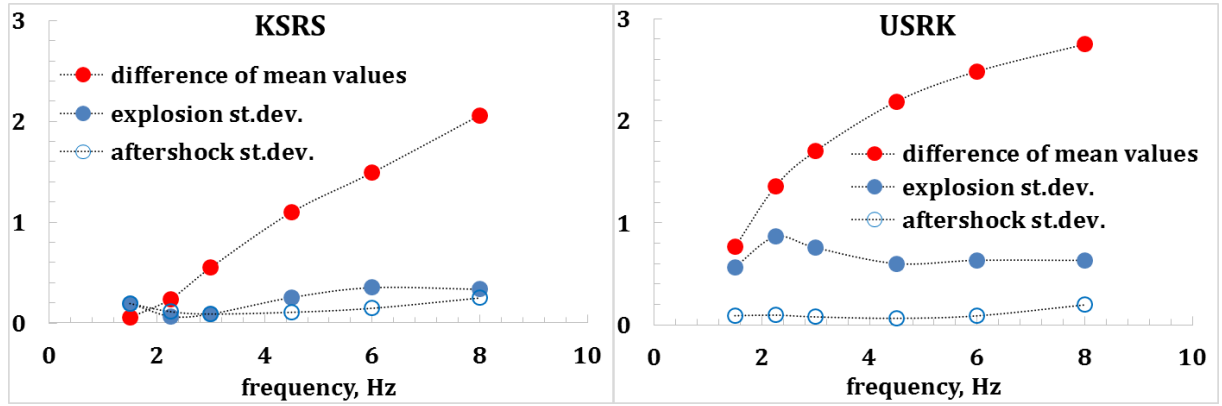 KSRS
3
2
1
0
difference of mean values
explosion st.dev.
aftershock st.dev.
0 2 4 6 8 10
frequency, Hz
USRK
3
2
1
0
difference of mean values
explosion st.dev.
aftershock st.dev.
0 2 4 6 8 10
frequency, Hz